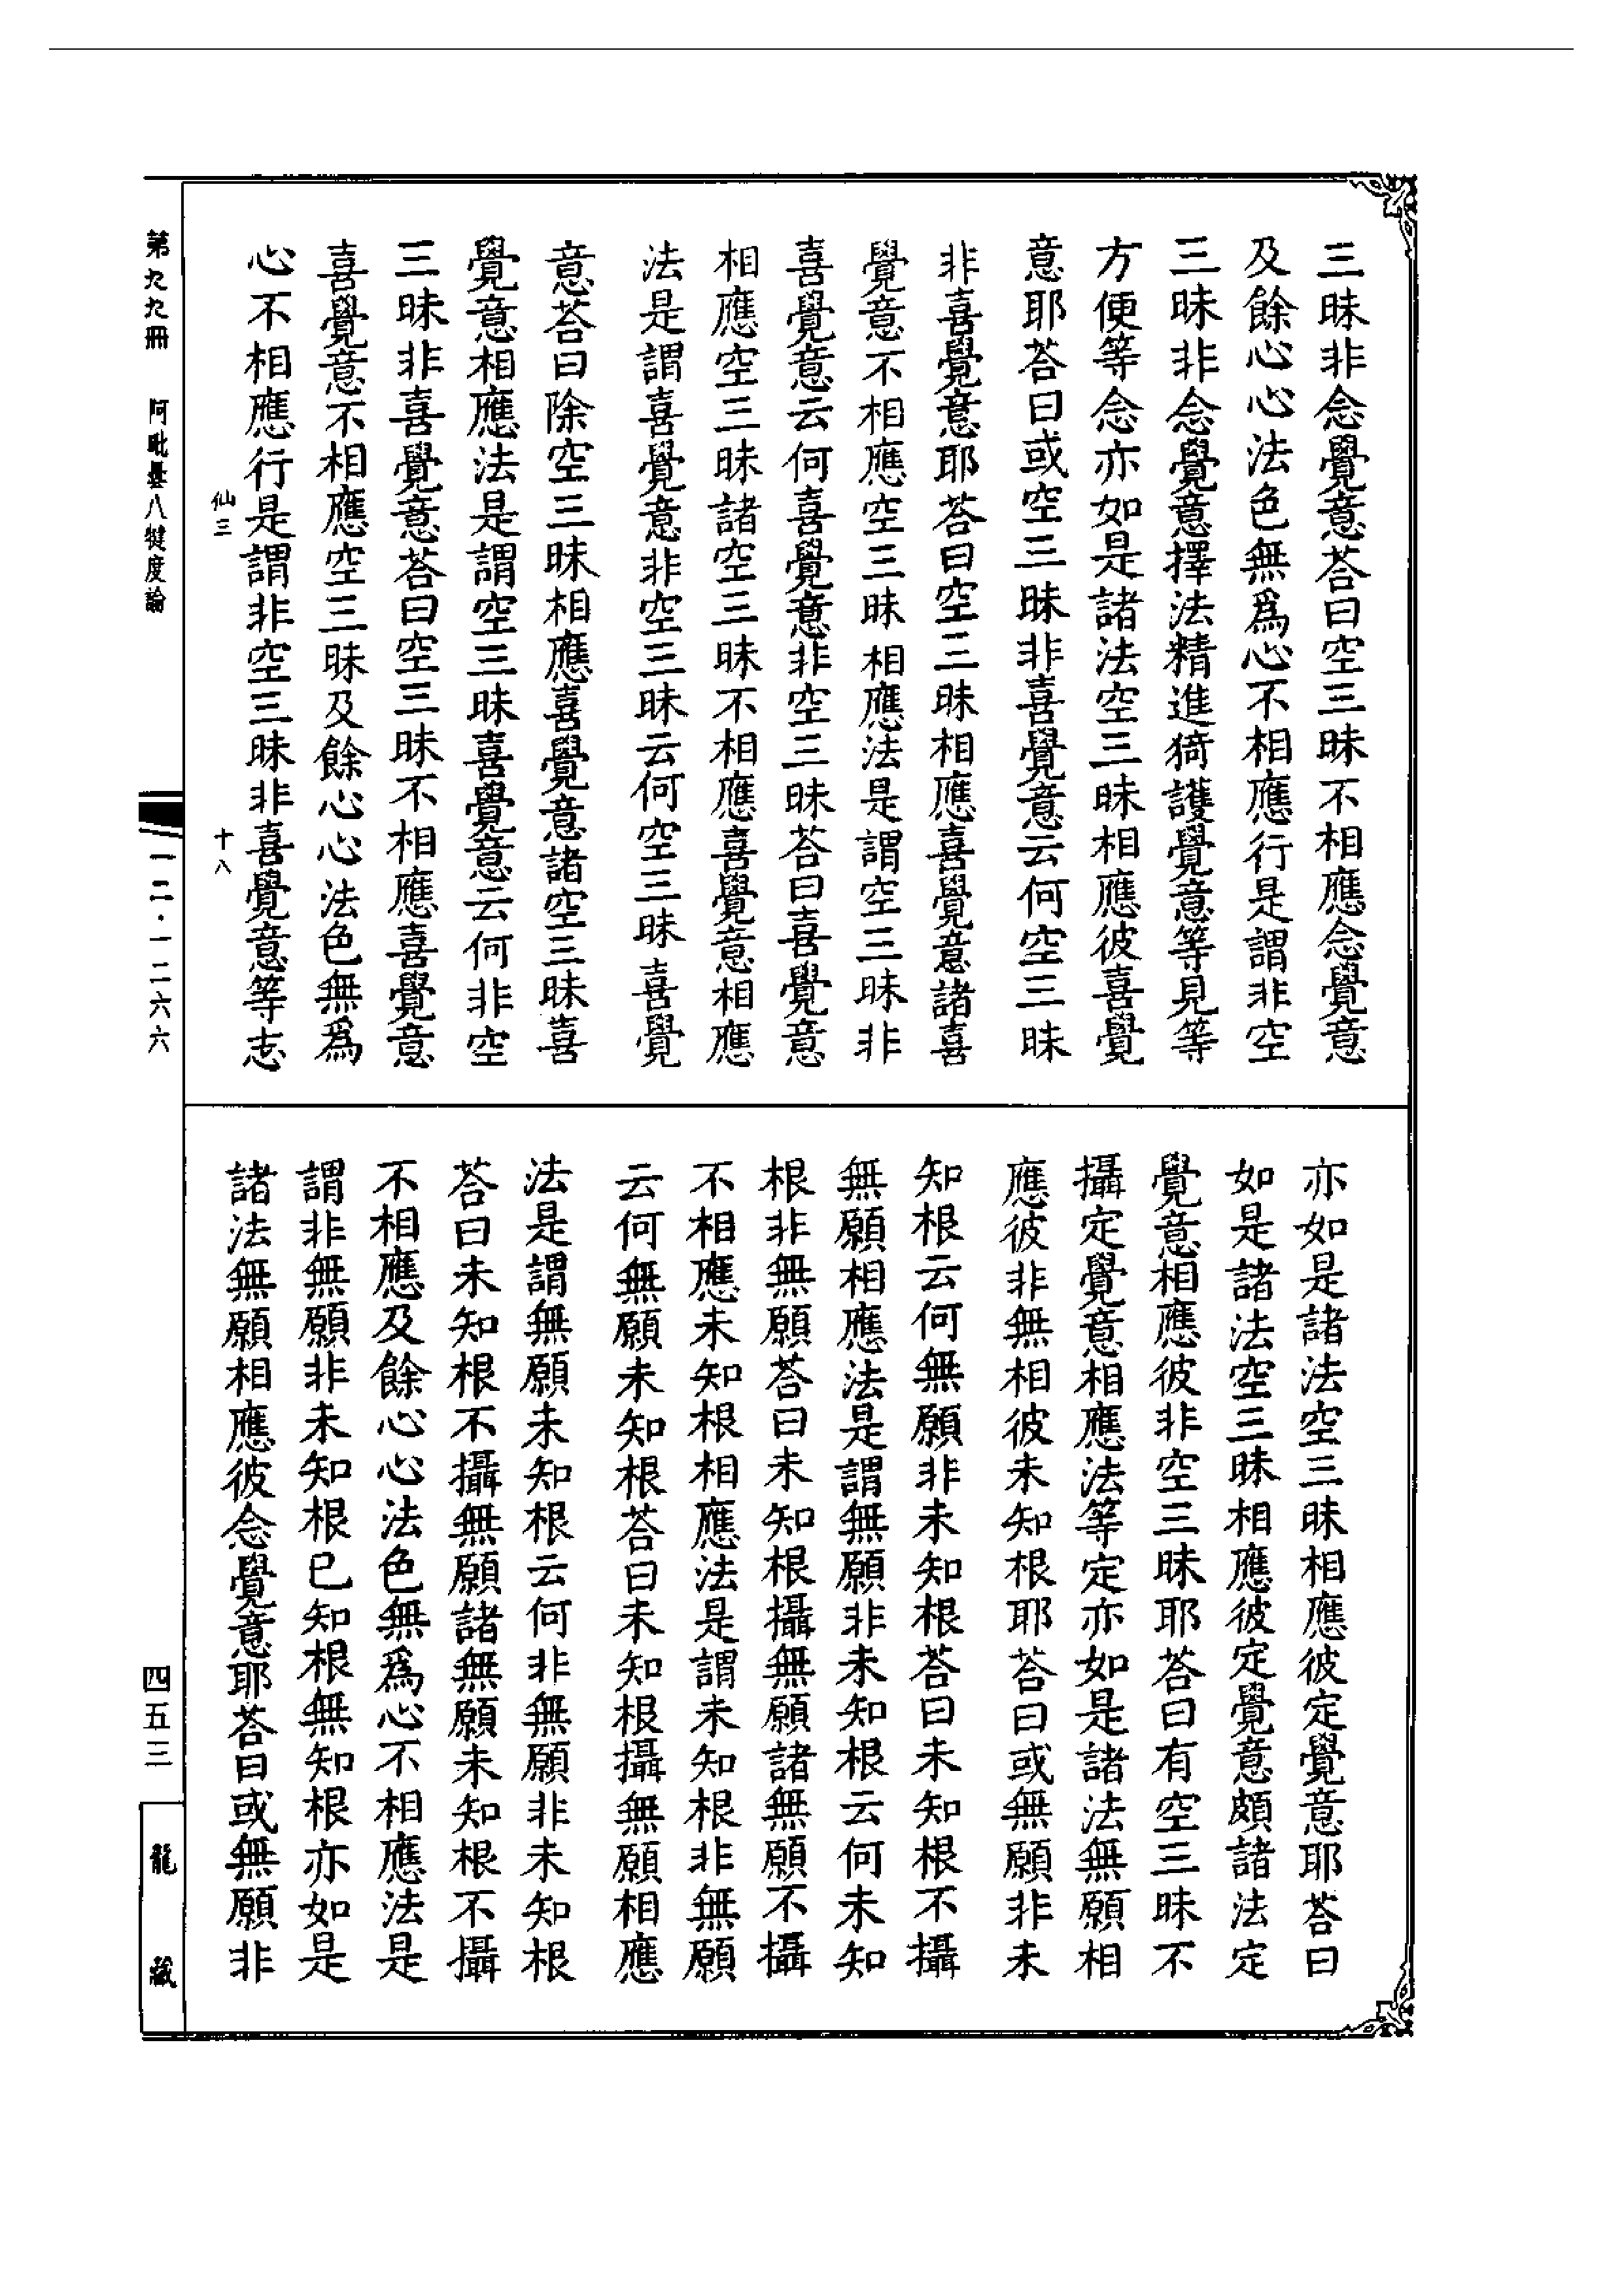 三昧非念覺意荅曰空三昧不相應念覺意
及餘心心法色無爲心不相應行是謂非空
三昧非念覺意擇法精進猗護覺意等見等
方便等念亦如是諸法空三昧相應彼喜覺
意耶荅曰或空三昧非喜覺意云何空三昧
非喜覺意耶荅曰空三昧相應喜覺意諸喜
覺意不相應空三昧相應法是謂空三昧非
喜覺意云何喜覺意非空三昧荅曰喜覺意
相應空三昧諸空三昧不相應喜覺意相應
法是謂喜覺意非空三昧云何空三昧喜覺
意荅曰除空三昧相應喜覺意諸空三昧喜
覺意相應法是謂空三昧喜覺意云何非空
三昧非喜覺意荅曰空三昧不相應喜覺意
喜覺意不相應空三昧及餘心心法色無爲
心不相應行是謂非空三昧非喜覺意等志
亦如是諸法空三昧相應彼定覺意耶荅曰
如是諸法空三昧相應彼定覺意頗諸法定
覺意相應彼非空三昧耶荅曰有空三昧不
攝定覺意相應法等定亦如是諸法無願相
應彼非無相彼未知根耶荅曰或無願非未
知根云何無願非未知根荅曰未知根不攝
無願相應法是謂無願非未知根云何未知
根非無願荅曰未知根攝無願諸無願不攝
不相應未知根相應法是謂未知根非無願
云何無願未知根荅曰未知根攝無願相應
法是謂無願未知根云何非無願非未知根
荅曰未知根不攝無願諸無願未知根不攝
不相應及餘心心法色無爲心不相應法是
謂非無願非未知根已知根無知根亦如是
諸法無願相應彼念覺意耶荅曰或無願非
仙三
十八
第九九冊 阿毗曇八犍度論
一二·一二六六
四五三
龍藏